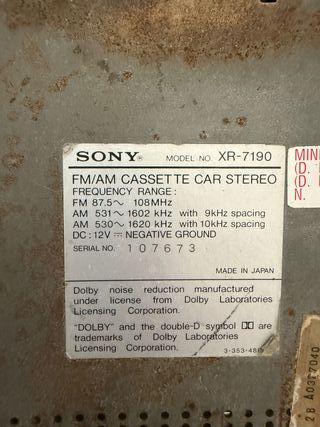 SONY® MODEL NO. XR-7190
FM/AM CASSETTE CAR STEREO
FREQUENCY RANGE :
FM 87.5∼ 108MHz
AM 531∼ 1602 kHz with 9kHz spacing
AM 530∼ 1620 kHz with 10kHz spacing
DC : 12V ⎓ NEGATIVE GROUND
SERIAL NO. 107673
MADE IN JAPAN
Dolby noise reduction manufactured
under license from Dolby Laboratories
Licensing Corporation.
"DOLBY" and the double-D symbol are
trademarks of Dolby Laboratories
Licensing Corporation.
MINI
(D.
(D.
N.
2B A0377040